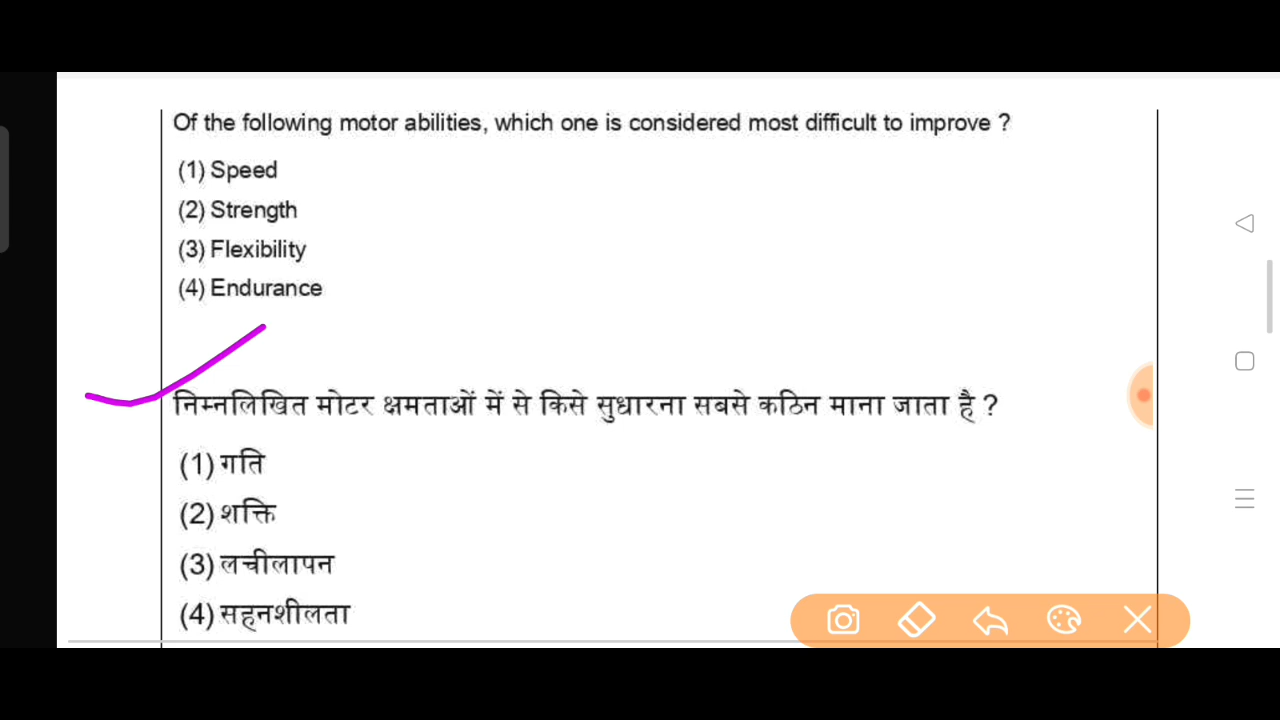 Of the following motor abilities, which one is considered most difficult to improve ?
(1) Speed
(2) Strength
(3) Flexibility
(4) Endurance
निम्नलिखित मोटर क्षमताओं में से किसे सुधारना सबसे कठिन माना जाता है ?
(1) गति
(2) शक्ति
(3) लचीलापन
(4) सहनशीलता